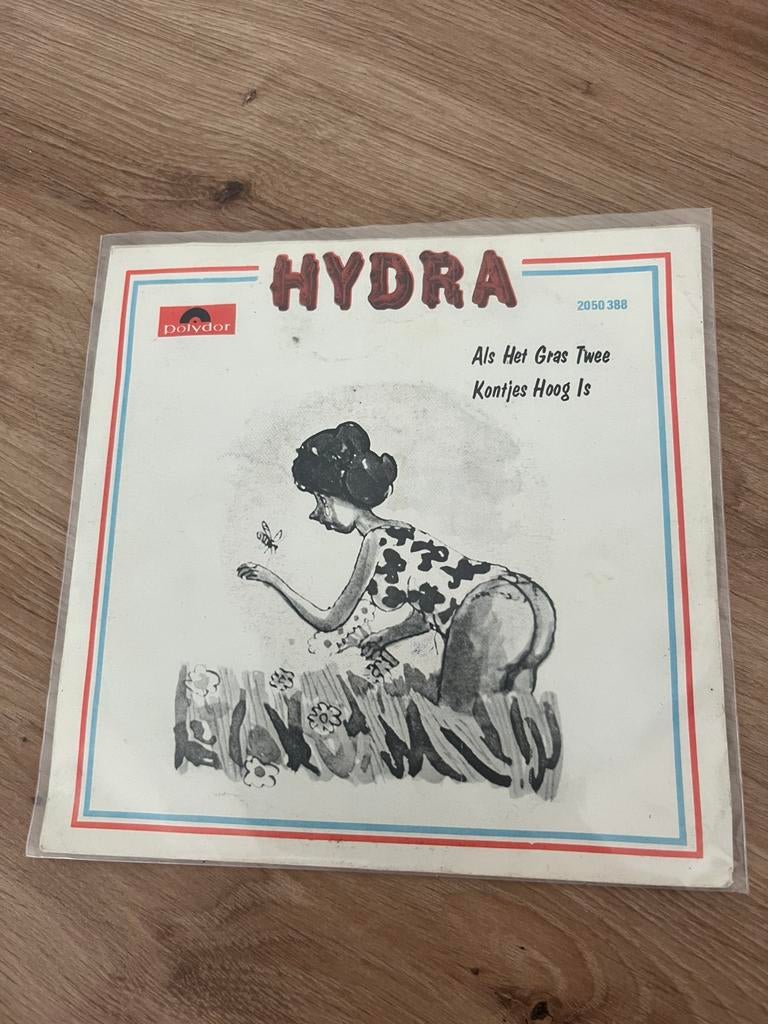 HYDRA
polydor
2050 388
Als Het Gras Twee
Kontjes Hoog Is